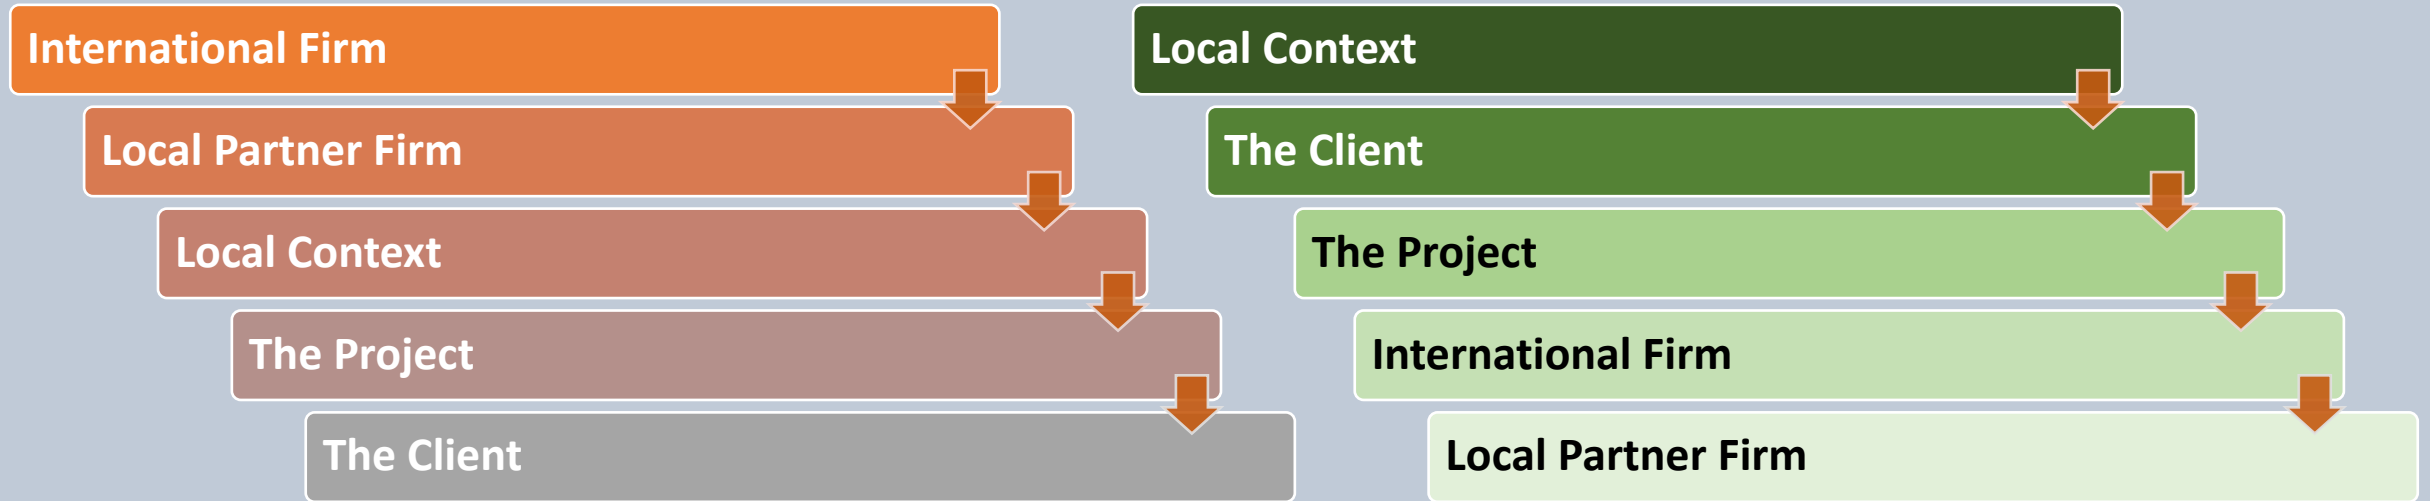 International Firm
Local Partner Firm
Local Context
The Project
The Client
Local Context
The Client
The Project
International Firm
Local Partner Firm